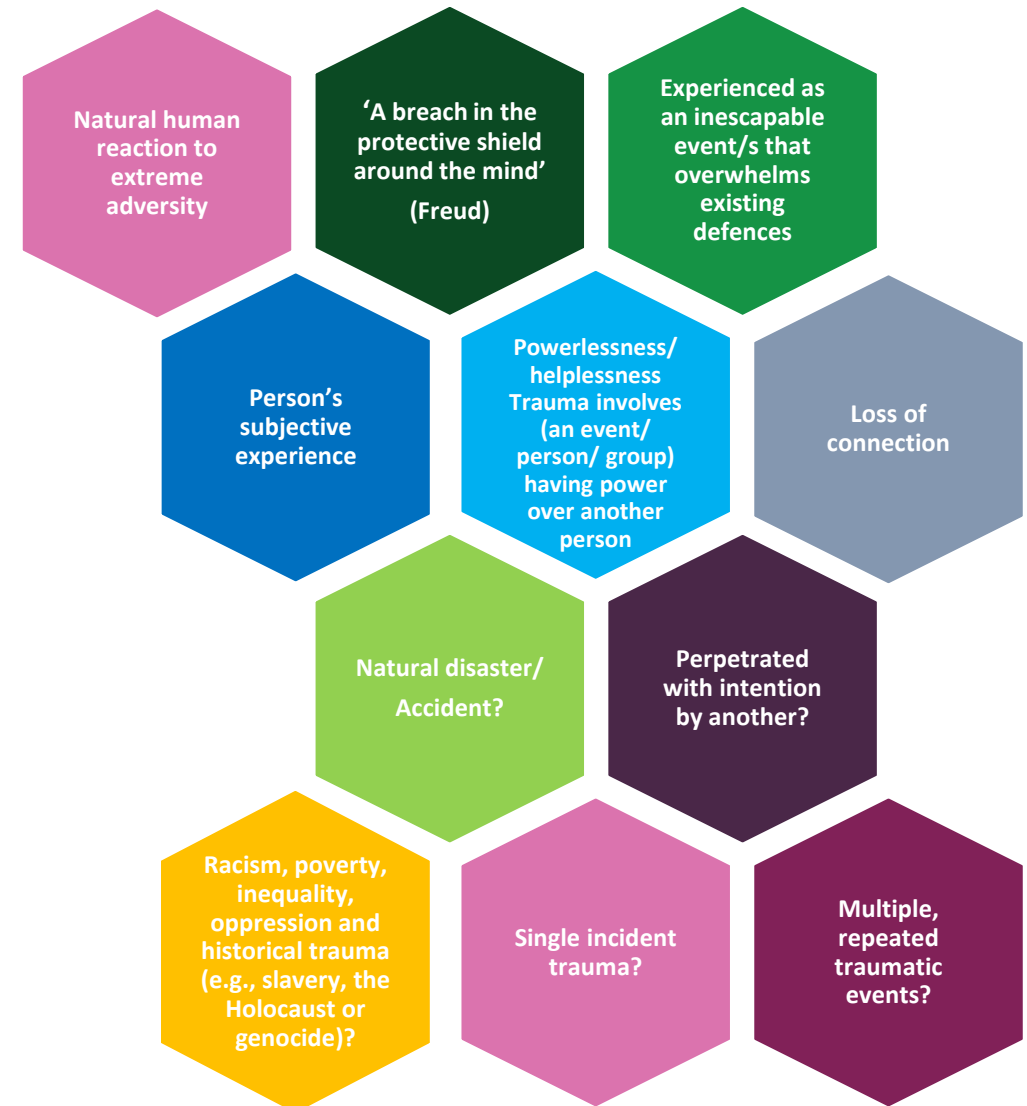 Natural human
reaction to
extreme
adversity
‘A breach in the
protective shield
around the mind’
(Freud)
Experienced as
an inescapable
event/s that
overwhelms
existing
defences
Person’s
subjective
experience
Powerlessness/
helplessness
Trauma involves
(an event/
person/ group)
having power
over another
person
Loss of
connection
Natural disaster/
Accident?
Perpetrated
with intention
by another?
Racism, poverty,
inequality,
oppression and
historical trauma
(e.g., slavery, the
Holocaust or
genocide)?
Single incident
trauma?
Multiple,
repeated
traumatic
events?